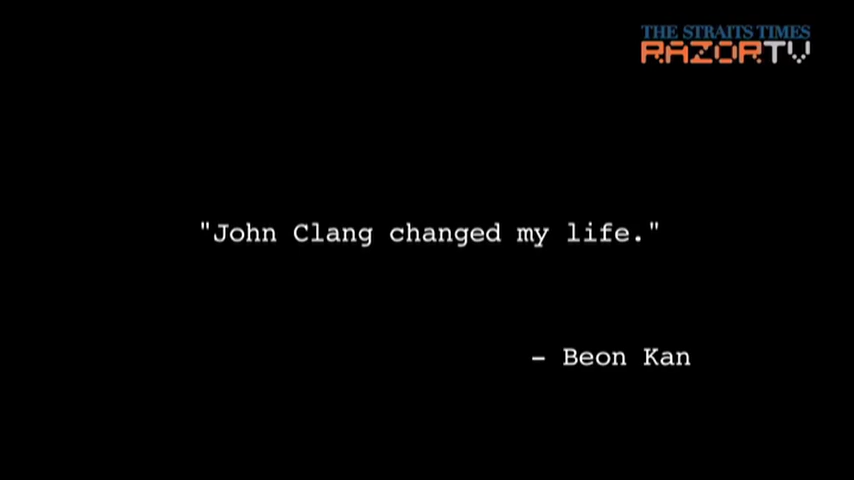 THE STRAITS TIMES
RAZORTV
"John Clang changed my life."
– Beon Kan